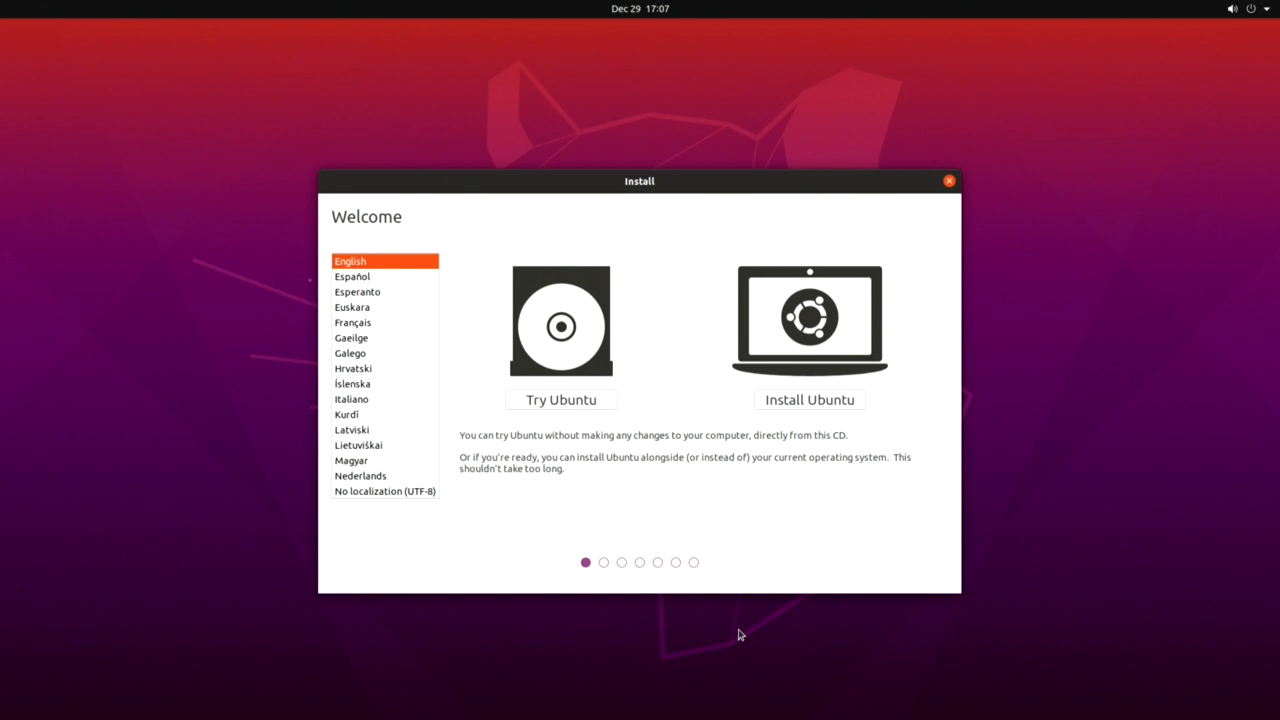 Dec 29 17:07
Install
Welcome
English
Español
Esperanto
Euskara
Français
Gaeilge
Galego
Hrvatski
Íslenska
Italiano
Kurdî
Latviski
Lietuviškai
Magyar
Nederlands
No localization (UTF-8)
Try Ubuntu
Install Ubuntu
You can try Ubuntu without making any changes to your computer, directly from this CD.
Or if you're ready, you can install Ubuntu alongside (or instead of) your current operating system. This
shouldn't take too long.